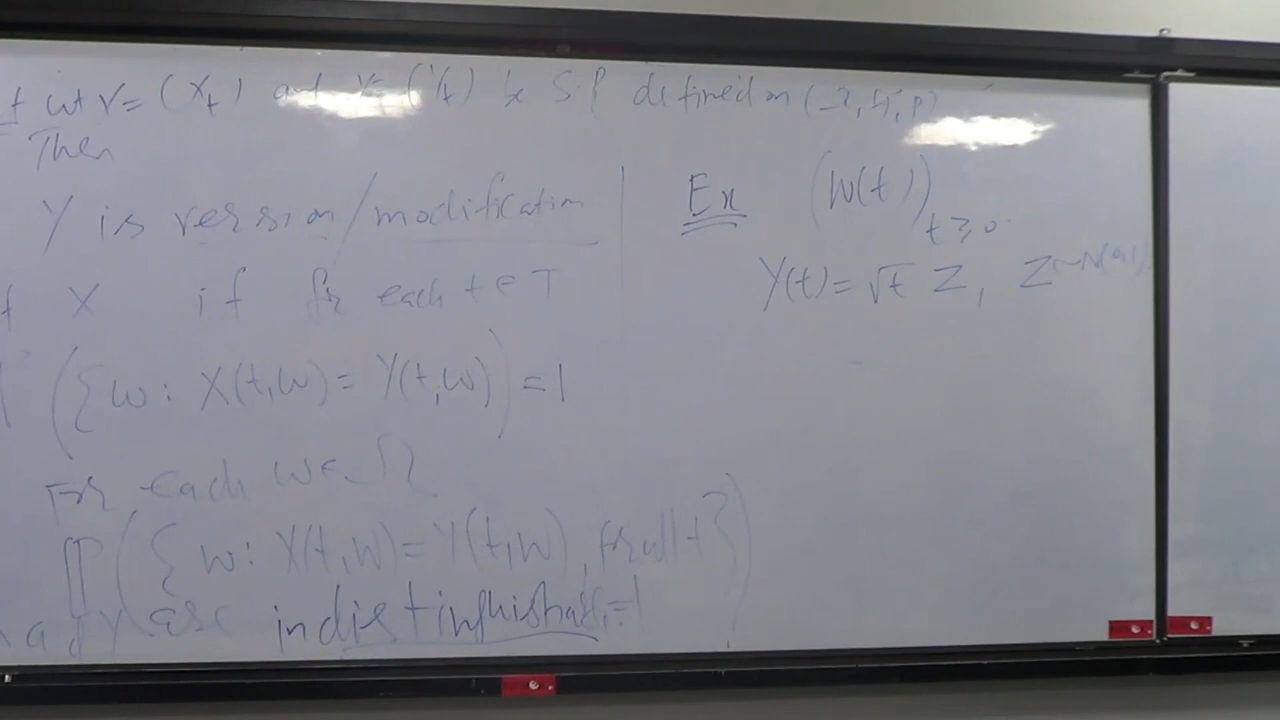 f let X = (X_t) and Y = (Y_t) be S.P defined on (Ω, F, P)
Then
Y is version/modification
f X if for each t ∈ T
P({w: X(t,w) = Y(t,w)) = 1
For each w ∈ Ω
ℙ({w: X(t,w) = Y(t,w), for all t})
X and Y are indistinguishable = 1
Ex (W(t))_{t ≥ 0}
Y(t) = √t Z, Z ~ N(0,1)